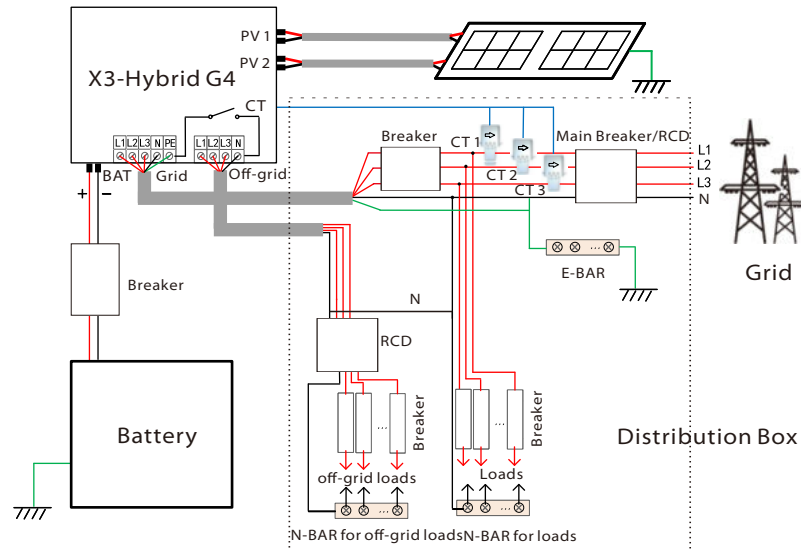 PV 1
X3-Hybrid G4
PV 2
CT
L1 L2 L3 N PE
L1 L2 L3 N
BAT
Grid
Off-grid
+
−
Breaker
CT 1
Main Breaker/RCD
L1
CT 2
L2
CT 3
L3
N
Breaker
E-BAR
Grid
N
RCD
Battery
...
Breaker
...
Breaker
Distribution Box
off-grid loads
Loads
...
...
N-BAR for off-grid loads
N-BAR for loads
...